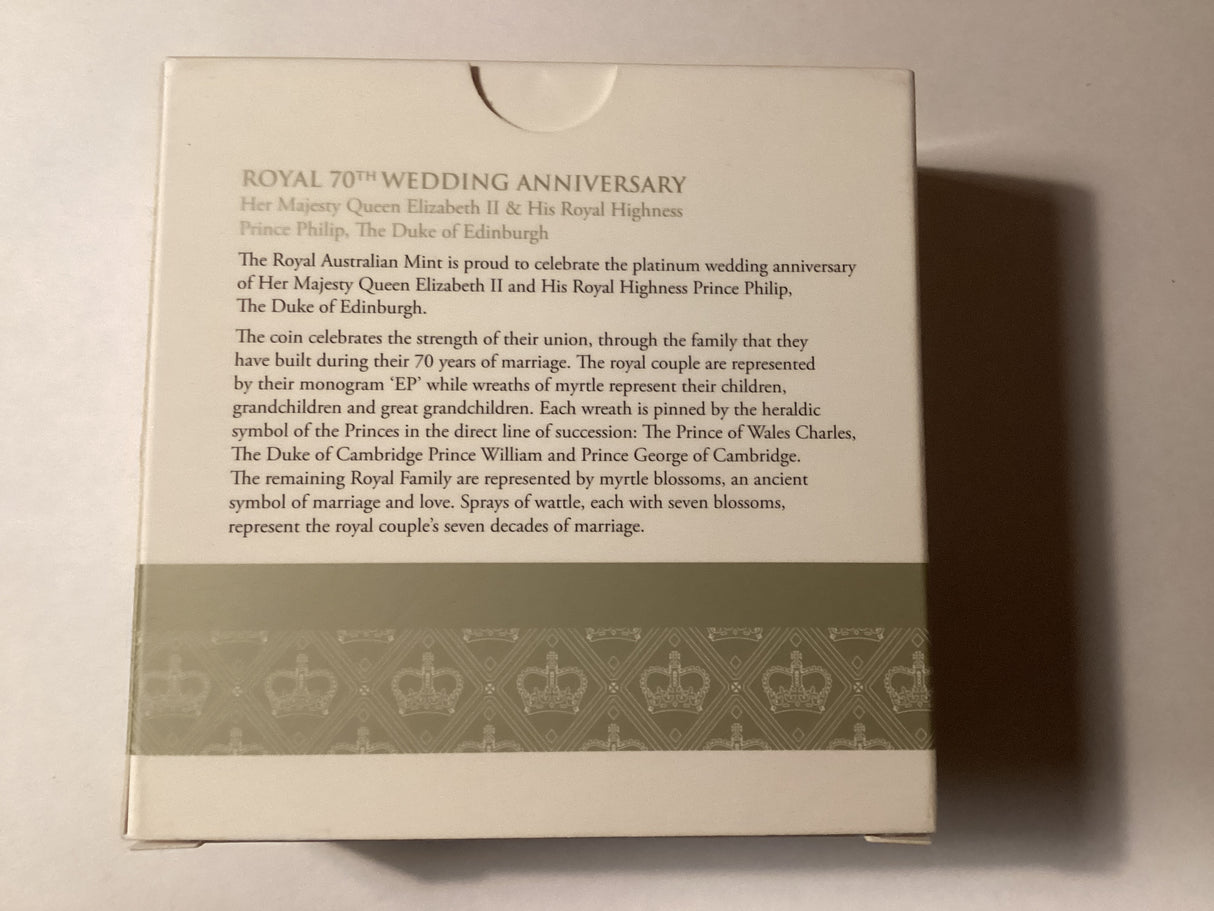 ROYAL 70TH WEDDING ANNIVERSARY
Her Majesty Queen Elizabeth II & His Royal Highness
Prince Philip, The Duke of Edinburgh
The Royal Australian Mint is proud to celebrate the platinum wedding anniversary
of Her Majesty Queen Elizabeth II and His Royal Highness Prince Philip,
The Duke of Edinburgh.
The coin celebrates the strength of their union, through the family that they
have built during their 70 years of marriage. The royal couple are represented
by their monogram ‘EP’ while wreaths of myrtle represent their children,
grandchildren and great grandchildren. Each wreath is pinned by the heraldic
symbol of the Princes in the direct line of succession: The Prince of Wales Charles,
The Duke of Cambridge Prince William and Prince George of Cambridge.
The remaining Royal Family are represented by myrtle blossoms, an ancient
symbol of marriage and love. Sprays of wattle, each with seven blossoms,
represent the royal couple’s seven decades of marriage.